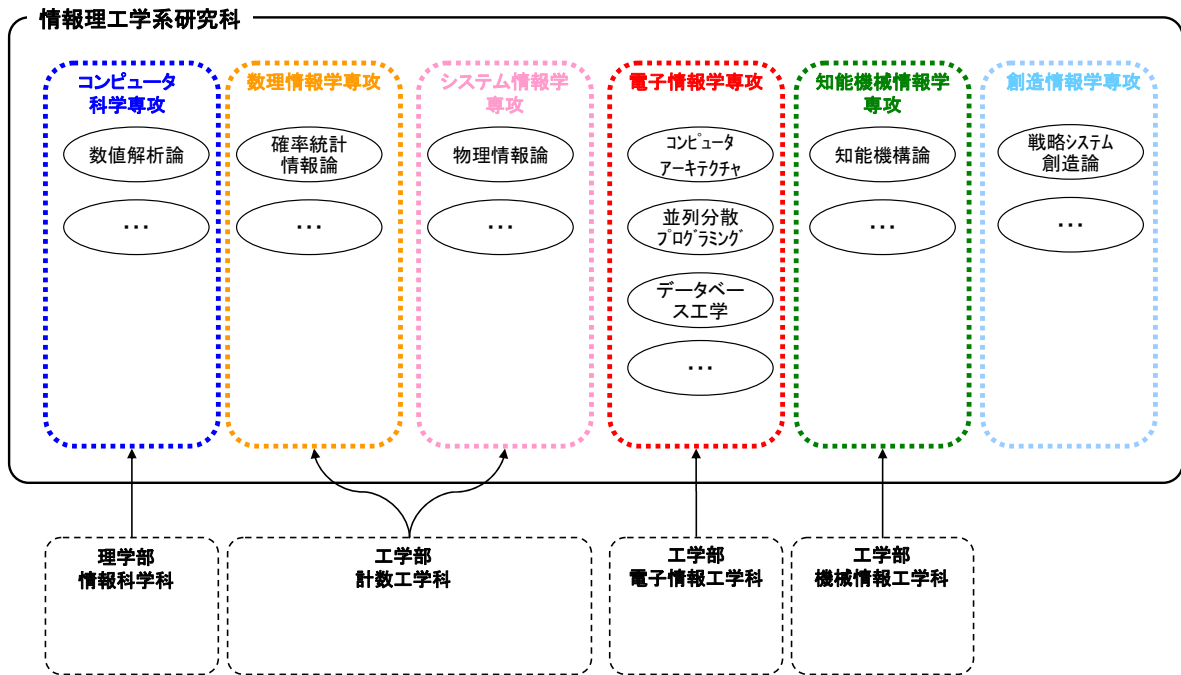 情報理工学系研究科
コンピュータ
科学専攻
数値解析論
…
数理情報学専攻
確率統計
情報論
…
システム情報学
専攻
物理情報論
…
電子情報学専攻
ｺﾝﾋﾟｭｰﾀ
ｱｰｷﾃｸﾁｬ
並列分散
ﾌﾟﾛｸﾞﾗﾐﾝｸﾞ
データベー
ス工学
…
知能機械情報学
専攻
知能機構論
…
創造情報学専攻
戦略システム
創造論
…
理学部
情報科学科
工学部
計数工学科
工学部
電子情報工学科
工学部
機械情報工学科